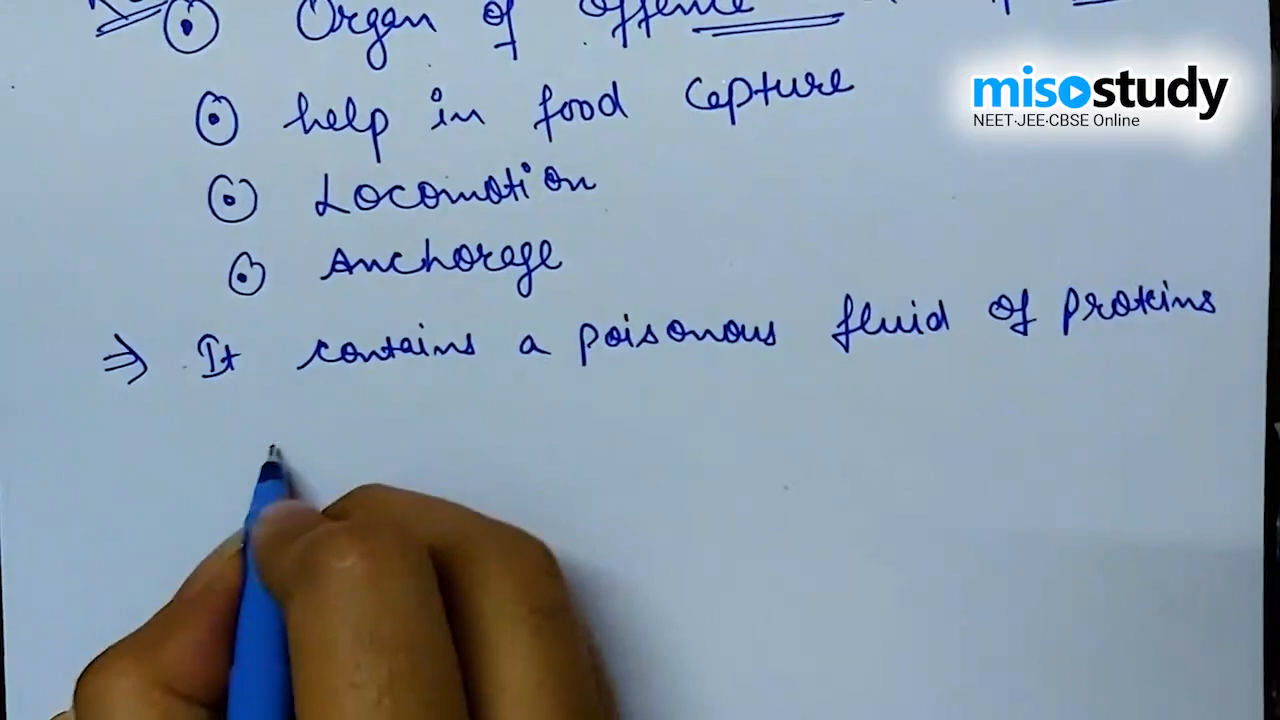 Organ of offence
help in food capture
Locomotion
Anchorage
⇒ It contains a poisonous fluid of proteins
misostudy
NEET·JEE·CBSE Online